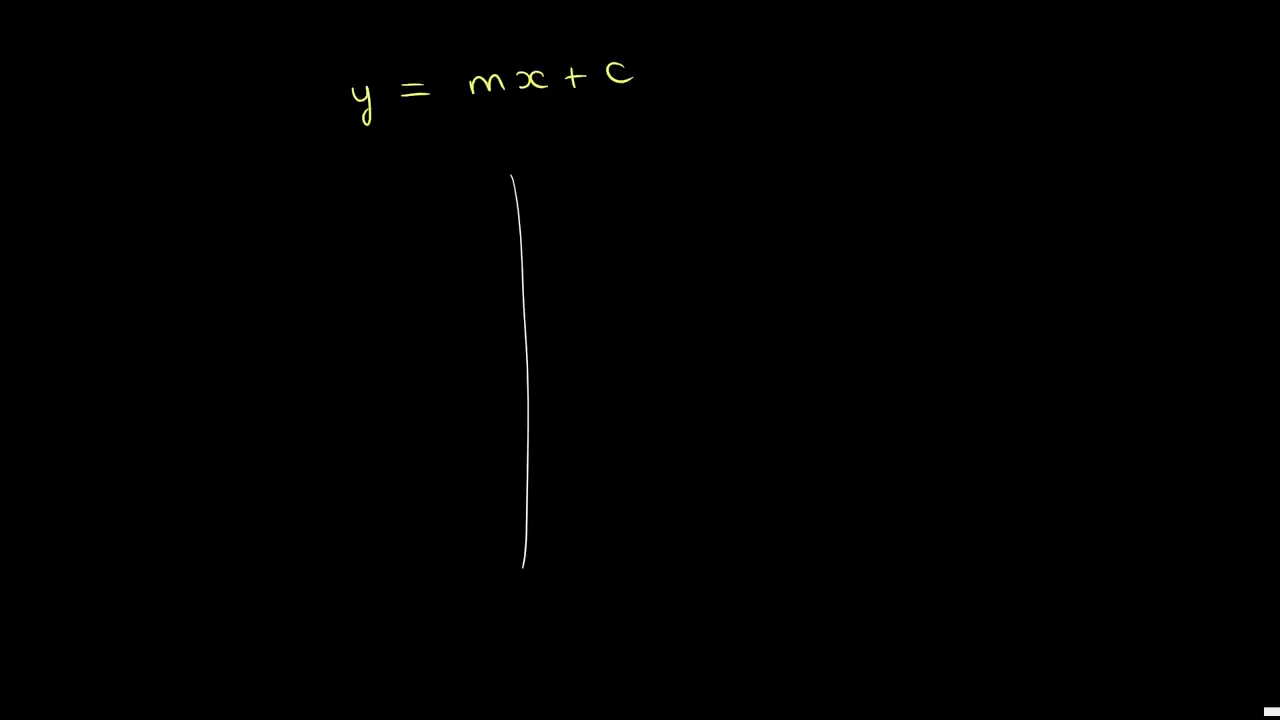 y = mx + c